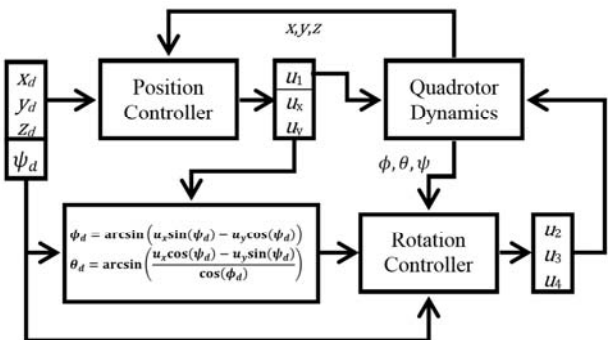 x,y,z
x_d
y_d
z_d
ψ_d
Position
Controller
u_1
u_x
u_y
Quadrotor
Dynamics
ϕ, θ, ψ
ϕ_d = arcsin(u_x sin(ψ_d) − u_y cos(ψ_d))
θ_d = arcsin((u_x cos(ψ_d) − u_y sin(ψ_d)) / cos(ϕ_d))
Rotation
Controller
u_2
u_3
u_4